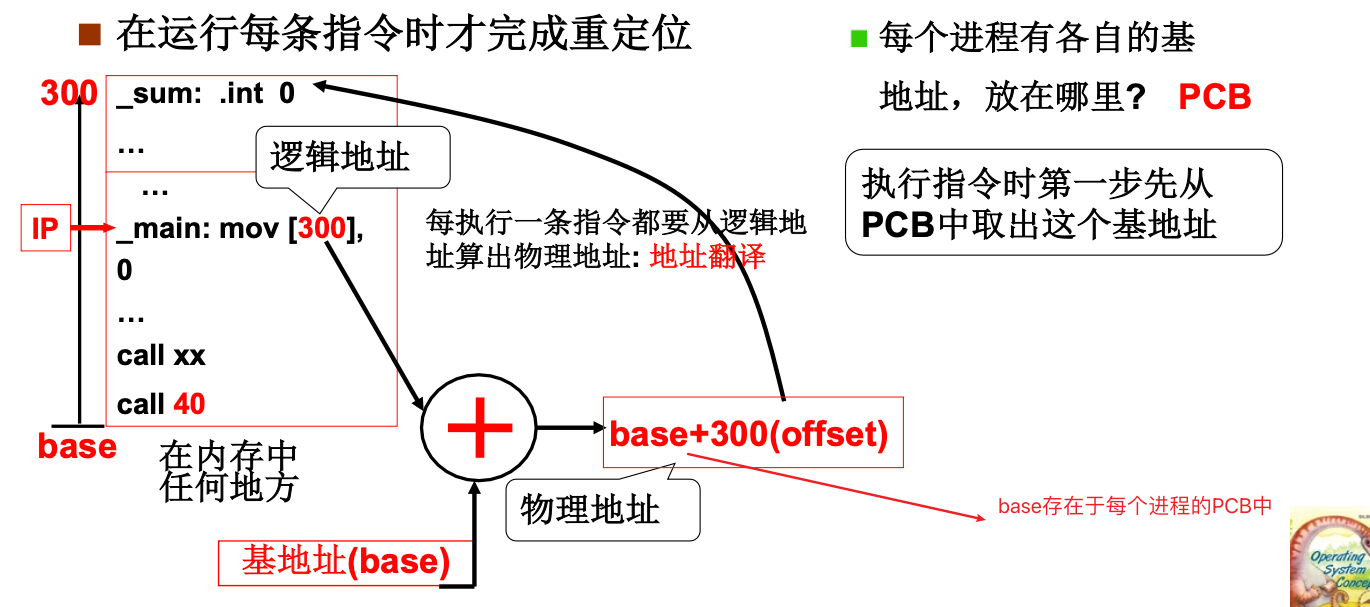 在运行每条指令时才完成重定位
每个进程有各自的基
地址，放在哪里？ PCB
执行指令时第一步先从
PCB中取出这个基地址
300
_sum: .int 0
...
逻辑地址
...
IP
_main: mov [300],
0
...
call xx
call 40
每执行一条指令都要从逻辑地
址算出物理地址: 地址翻译
base
在内存中
任何地方
+
base+300(offset)
物理地址
基地址(base)
base存在于每个进程的PCB中
Operating
System